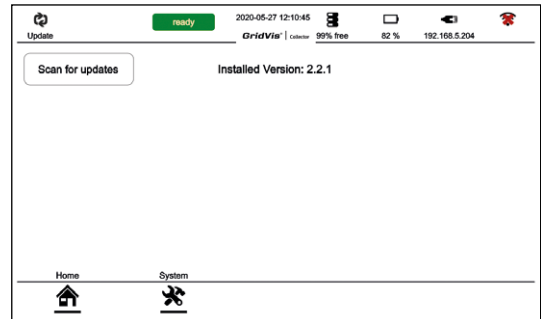 Update
ready
2020-05-27 12:10:45
GridVis® | Collector
99% free
82 %
192.168.5.204
Scan for updates
Installed Version: 2.2.1
Home
System